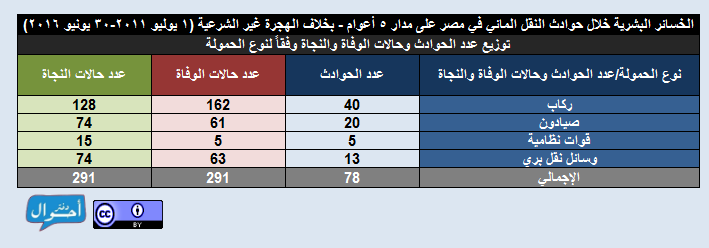 الخسائر البشرية خلال حوادث النقل المائي في مصر على مدار ٥ أعوام - بخلاف الهجرة غير الشرعية (١ يوليو ٢٠١١-٣٠ يونيو ٢٠١٦)
توزيع عدد الحوادث وحالات الوفاة والنجاة وفقاً لنوع الحمولة
نوع الحمولة/عدد الحوادث وحالات الوفاة والنجاة عدد الحوادث عدد حالات الوفاة عدد حالات النجاة
ركاب 40 162 128
صيادون 20 61 74
قوات نظامية 5 5 15
وسائل نقل بري 13 63 74
الإجمالي 78 291 291
دفتر أحوال
cc BY